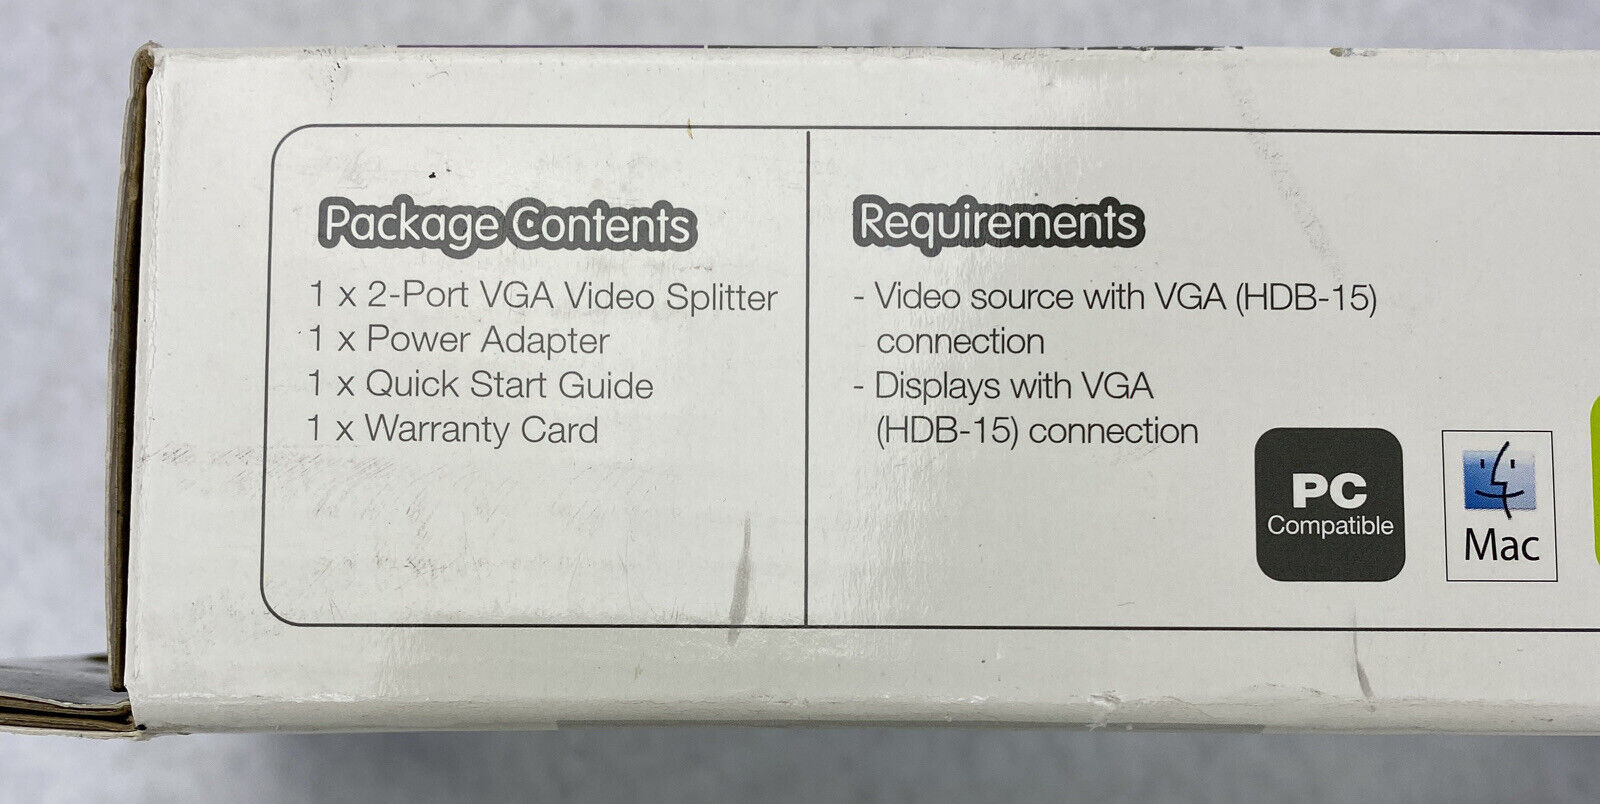 Package Contents
1 x 2-Port VGA Video Splitter
1 x Power Adapter
1 x Quick Start Guide
1 x Warranty Card
Requirements
- Video source with VGA (HDB-15)
connection
- Displays with VGA
(HDB-15) connection
PC
Compatible
Mac